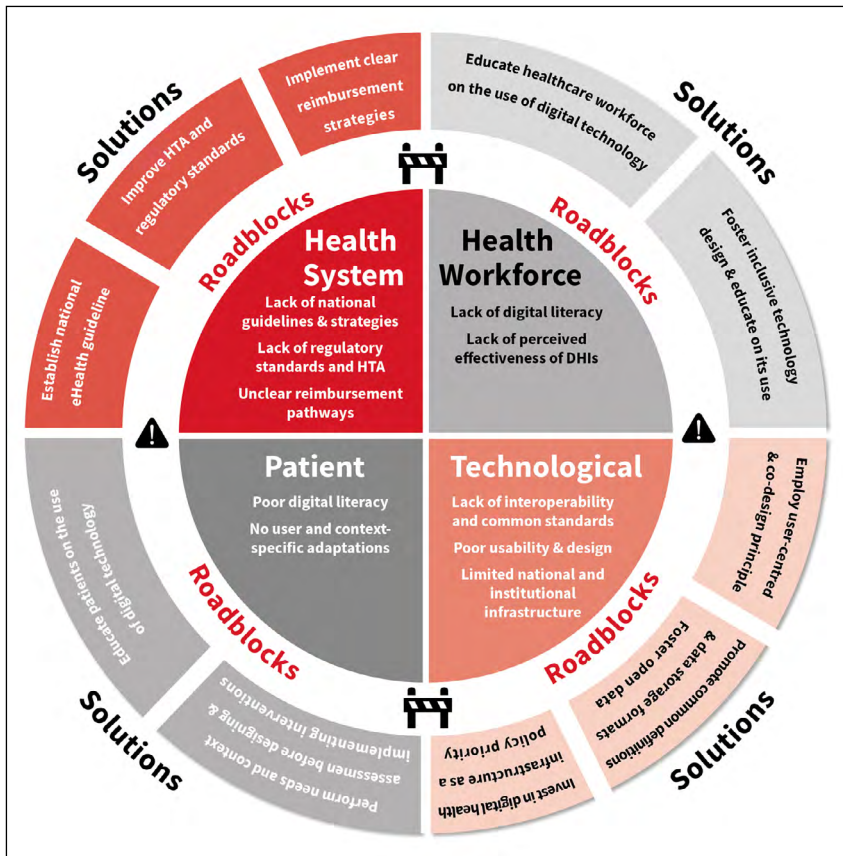 Solutions
Implement clear
reimbursement
strategies
Improve HTA and
regulatory standards
Establish national
eHealth guideline
Roadblocks
Health
System
Lack of national
guidelines & strategies
Lack of regulatory
standards and HTA
Unclear reimbursement
pathways
Solutions
Educate healthcare workforce
on the use of digital technology
Foster inclusive technology
design & educate on its use
Roadblocks
Health
Workforce
Lack of digital literacy
Lack of perceived
effectiveness of DHIs
Patient
Poor digital literacy
No user and context-
specific adaptations
Roadblocks
Educate patients on the use
of digital technology
Perform needs and context
assessmen before designing &
implementing interventions
Solutions
Technological
Lack of interoperability
and common standards
Poor usability & design
Limited national and
institutional
infrastructure
Roadblocks
Employ user-centred
& co-design principle
Promote common definitions
& data storage formats
Foster open data
Invest in digital health
infrastructure as a
policy priority
Solutions